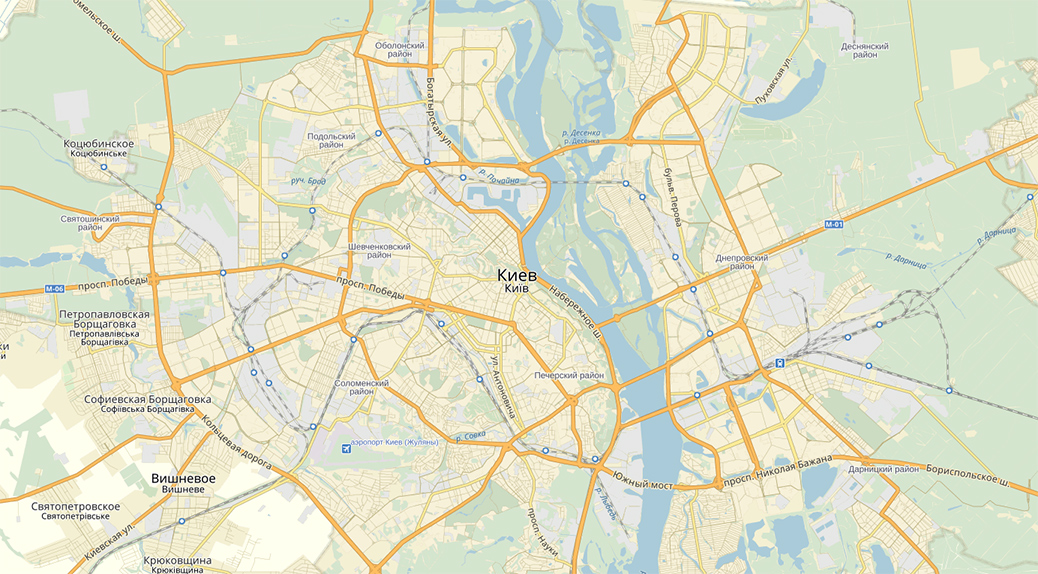 омельское ш.
Оболонский
район
Деснянский
район
Богатырская ул.
Пуховская ул.
Подольский
район
р. Десенка
р. Десенка
Коцюбинское
Коцюбинське
р. Почайна
руч. Брод
бульв. Перова
Святошинский
район
М-01
р. Дарница
Шевченковский
район
р. Дарница
Днепровский
район
Киев
Київ
М-06
просп. Победы
просп. Победы
Набережное ш.
Петропавловская
Борщаговка
Петропавлівська
Борщагівка
ки
й
Печерский район
ул. Антоновича
Соломенский
район
Софиевская Борщаговка
Софіївська Борщагівка
Кольцевая дорога
аэропорт Киев (Жуляны)
р. Совка
Вишневое
Вишневе
Южный мост
просп. Николая Бажана
Дарницкий район
Бориспольское ш.
р. Лыбедь
Святопетровское
Святопетрівське
Киевская ул.
просп. Науки
Крюковщина
Крюківщина